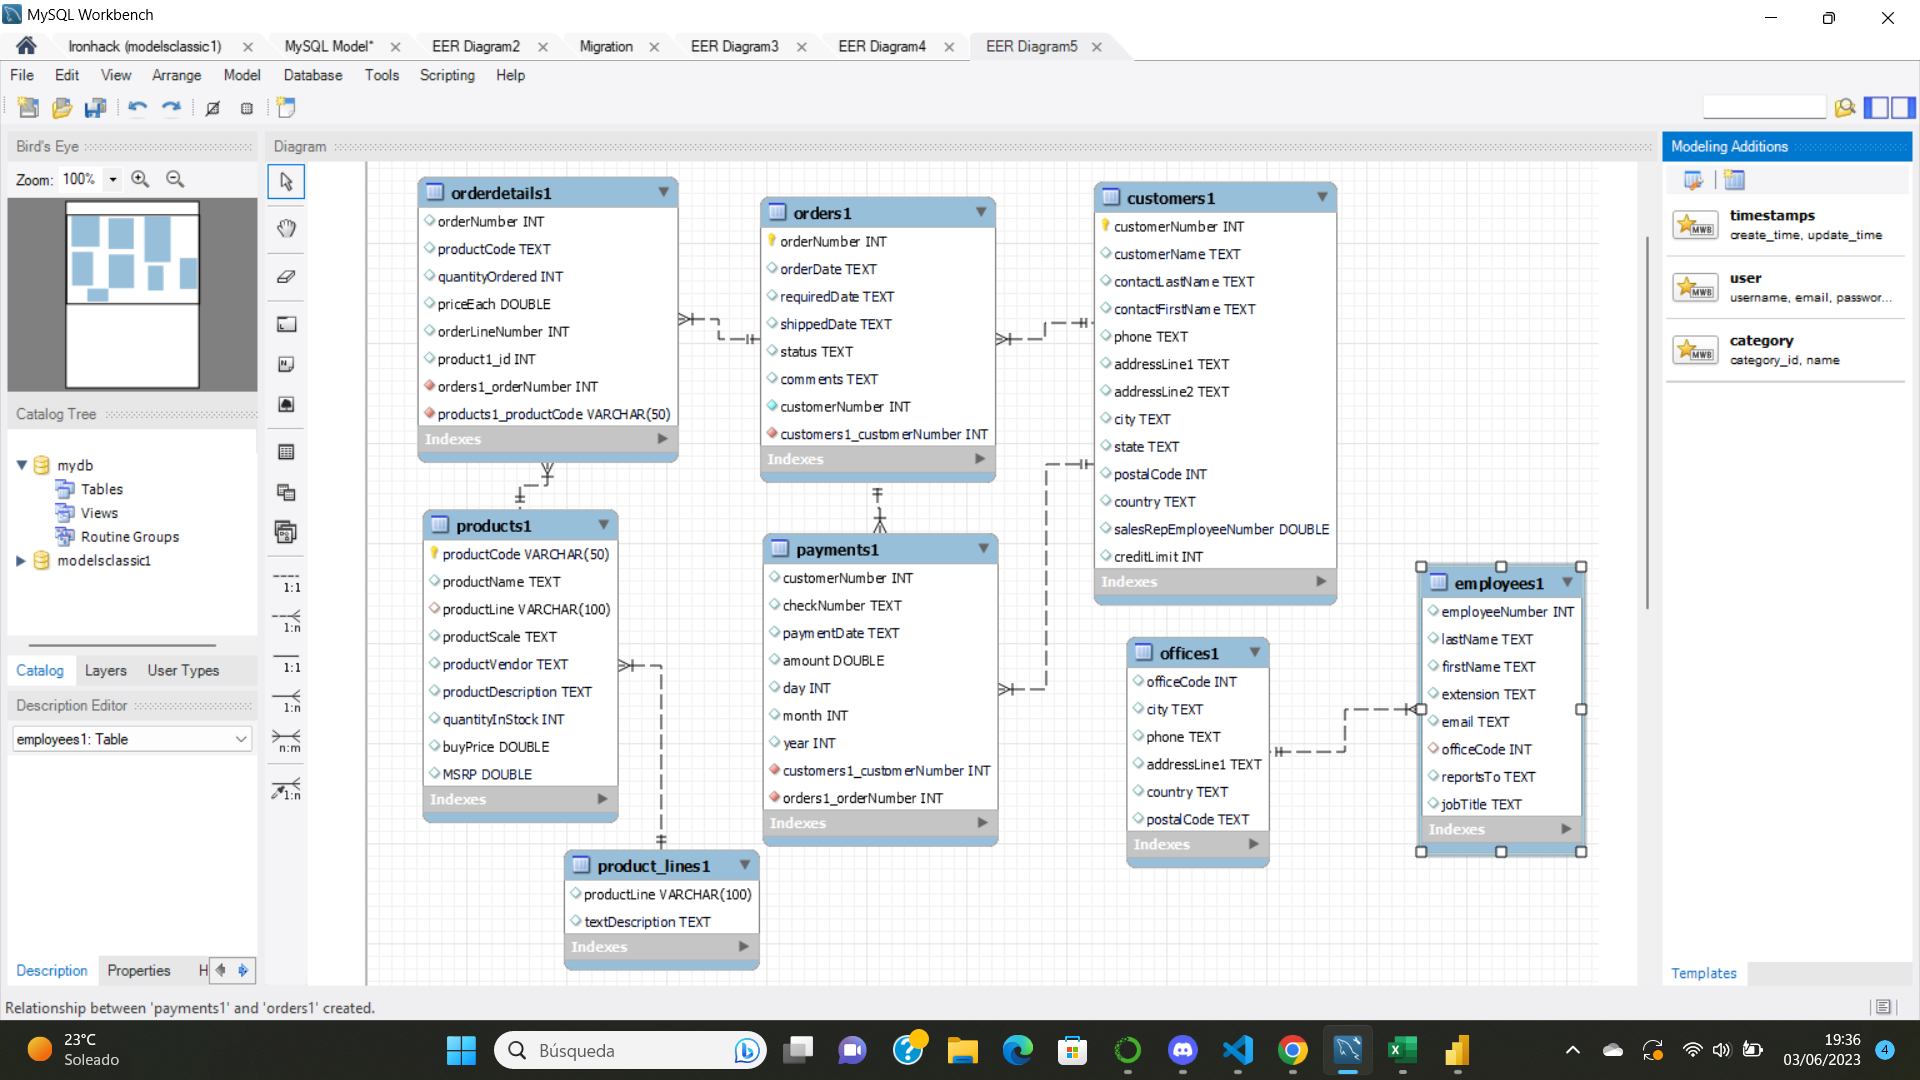 MySQL Workbench
Ironhack (modelsclassic1)
MySQL Model*
EER Diagram2
Migration
EER Diagram3
EER Diagram4
EER Diagram5
File Edit View Arrange Model Database Tools Scripting Help
Bird's Eye
Zoom: 100%
Catalog Tree
mydb
Tables
Views
Routine Groups
modelsclassic1
Catalog Layers User Types
Description Editor
employees1: Table
Description Properties H
Diagram
1:1
1:n
1:1
1:n
n:m
1:n
orderdetails1
orderNumber INT
productCode TEXT
quantityOrdered INT
priceEach DOUBLE
orderLineNumber INT
product1_id INT
orders1_orderNumber INT
products1_productCode VARCHAR(50)
Indexes
orders1
orderNumber INT
orderDate TEXT
requiredDate TEXT
shippedDate TEXT
status TEXT
comments TEXT
customerNumber INT
customers1_customerNumber INT
Indexes
customers1
customerNumber INT
customerName TEXT
contactLastName TEXT
contactFirstName TEXT
phone TEXT
addressLine1 TEXT
addressLine2 TEXT
city TEXT
state TEXT
postalCode INT
country TEXT
salesRepEmployeeNumber DOUBLE
creditLimit INT
Indexes
products1
productCode VARCHAR(50)
productName TEXT
productLine VARCHAR(100)
productScale TEXT
productVendor TEXT
productDescription TEXT
quantityInStock INT
buyPrice DOUBLE
MSRP DOUBLE
Indexes
payments1
customerNumber INT
checkNumber TEXT
paymentDate TEXT
amount DOUBLE
day INT
month INT
year INT
customers1_customerNumber INT
orders1_orderNumber INT
Indexes
offices1
officeCode INT
city TEXT
phone TEXT
addressLine1 TEXT
country TEXT
postalCode TEXT
Indexes
employees1
employeeNumber INT
lastName TEXT
firstName TEXT
extension TEXT
email TEXT
officeCode INT
reportsTo TEXT
jobTitle TEXT
Indexes
product_lines1
productLine VARCHAR(100)
textDescription TEXT
Indexes
Modeling Additions
MWB
timestamps
create_time, update_time
MWB
user
username, email, passwor...
MWB
category
category_id, name
Templates
Relationship between 'payments1' and 'orders1' created.
23°C
Soleado
Búsqueda
19:36
03/06/2023
4